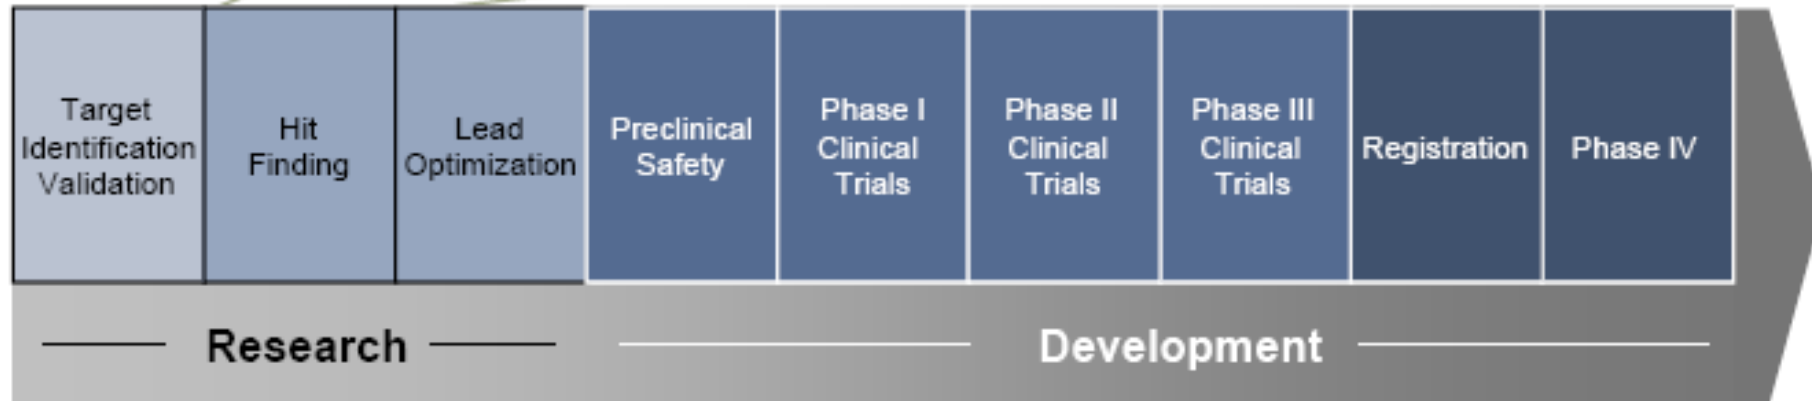 Target
Identification
Validation
Hit
Finding
Lead
Optimization
Preclinical
Safety
Phase I
Clinical
Trials
Phase II
Clinical
Trials
Phase III
Clinical
Trials
Registration
Phase IV
Research
Development